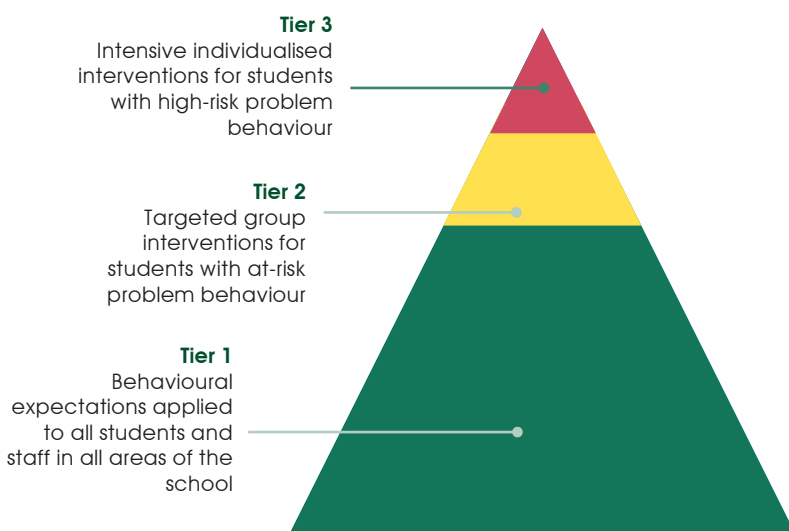 Tier 3
Intensive individualised
interventions for students
with high-risk problem
behaviour
Tier 2
Targeted group
interventions for
students with at-risk
problem behaviour
Tier 1
Behavioural
expectations applied
to all students and
staff in all areas of the
school